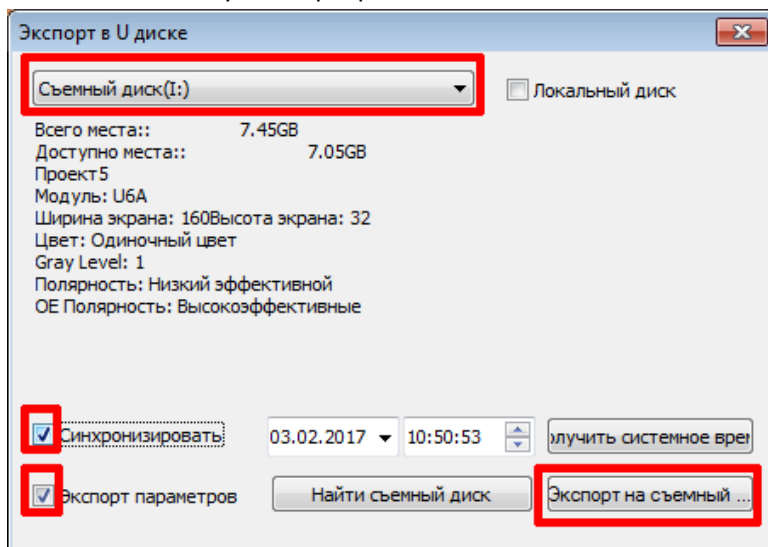 Экспорт в U диске
Съемный диск(I:)
Локальный диск
Всего места:: 7.45GB
Доступно места:: 7.05GB
Проект5
Модуль: U6A
Ширина экрана: 160Высота экрана: 32
Цвет: Одиночный цвет
Gray Level: 1
Полярность: Низкий эффективной
OE Полярность: Высокоэффективные
Синхронизировать 03.02.2017 10:50:53 олучить системное врем
Экспорт параметров Найти съемный диск Экспорт на съемный ...